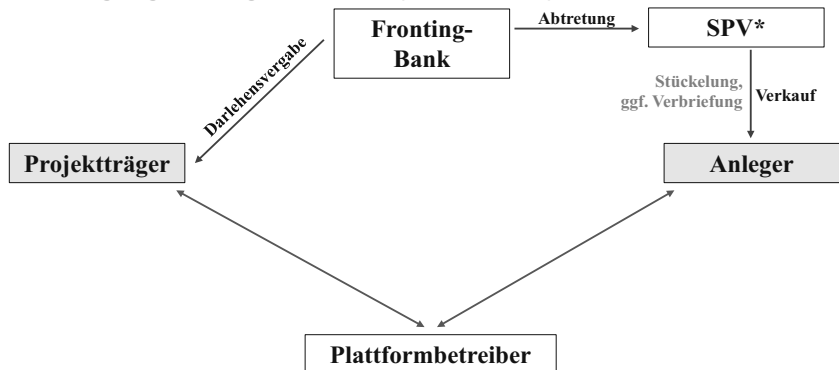 Fronting-
Bank
Abtretung
SPV*
Darlehensvergabe
Stückelung,
ggf. Verbriefung
Verkauf
Projektträger
Anleger
Plattformbetreiber